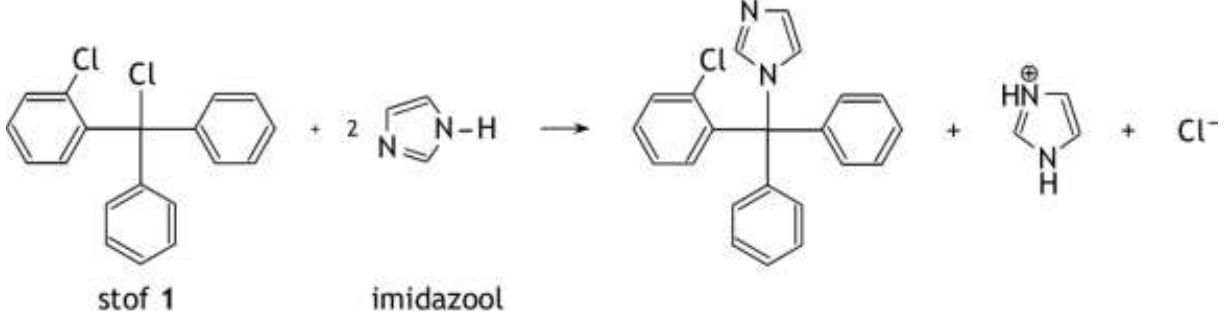 N
Cl
Cl
Cl
N
+ 2 N N-H → + HN⊕ + Cl⁻
N
H
stof 1 imidazool